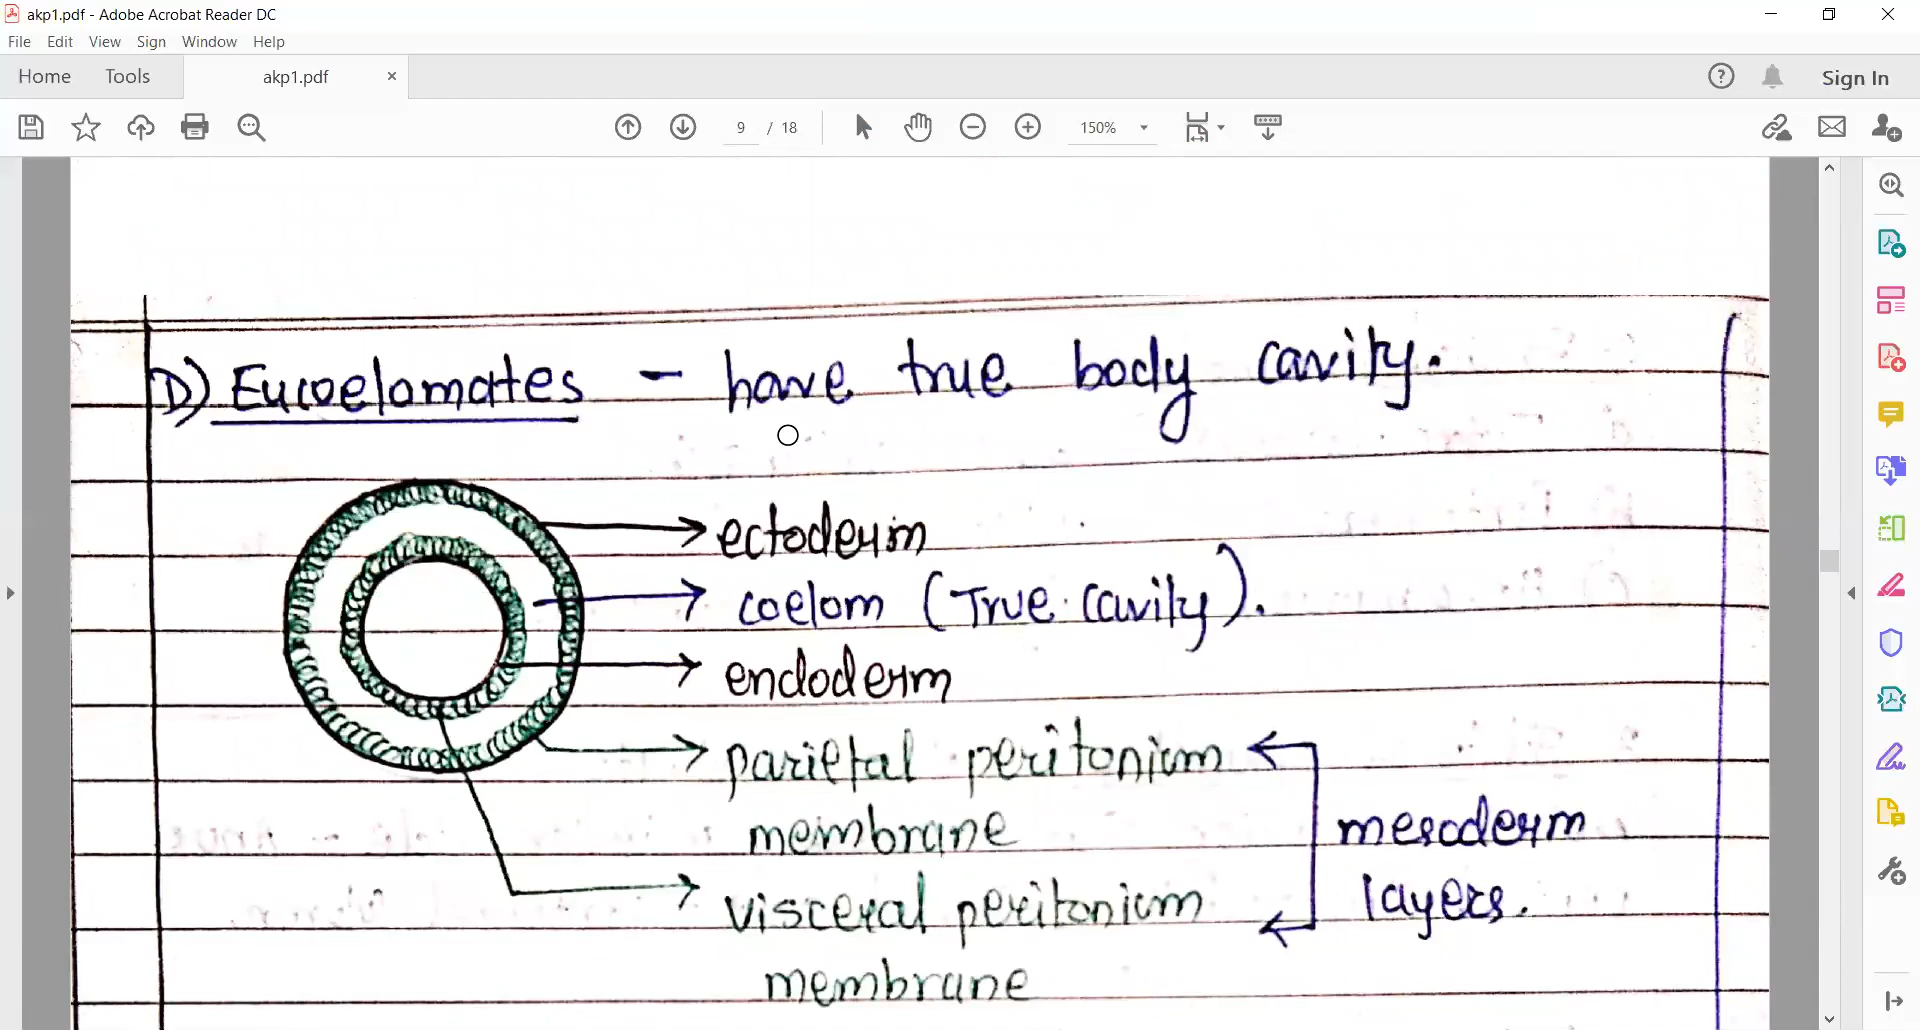 akp1.pdf - Adobe Acrobat Reader DC
File Edit View Sign Window Help
Home Tools akp1.pdf × Sign In
9 / 18 150%
D) Eucoelomates - have true body cavity.
ectoderm
coelom (True cavity).
endoderm
parietal peritonium
membrane
mesoderm
layers.
visceral peritonium
membrane